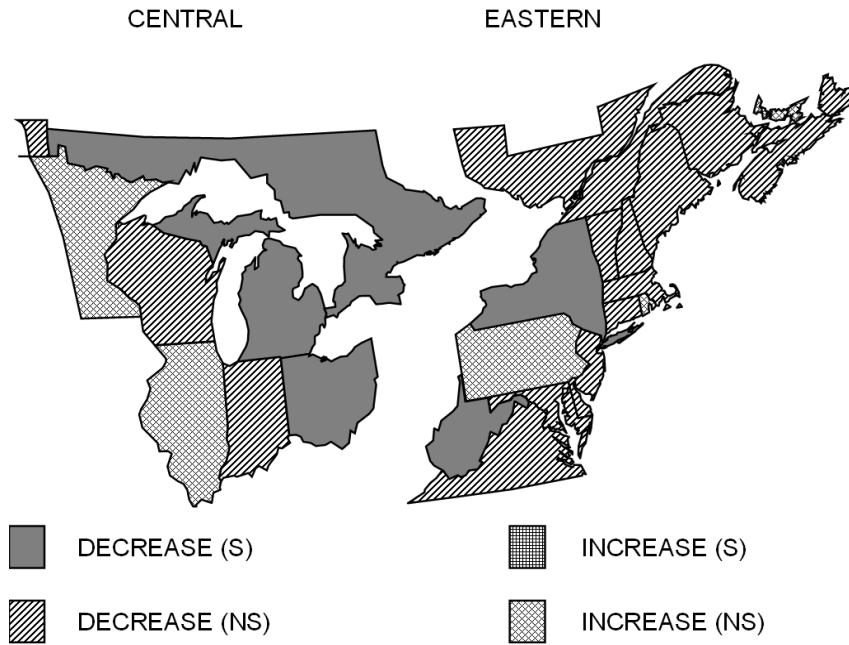 CENTRAL EASTERN
DECREASE (S) INCREASE (S)
DECREASE (NS) INCREASE (NS)